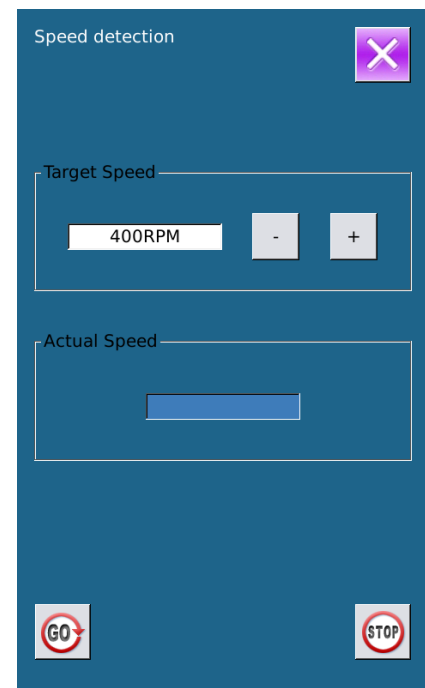 Speed detection
Target Speed
400RPM
-
+
Actual Speed
GO
STOP